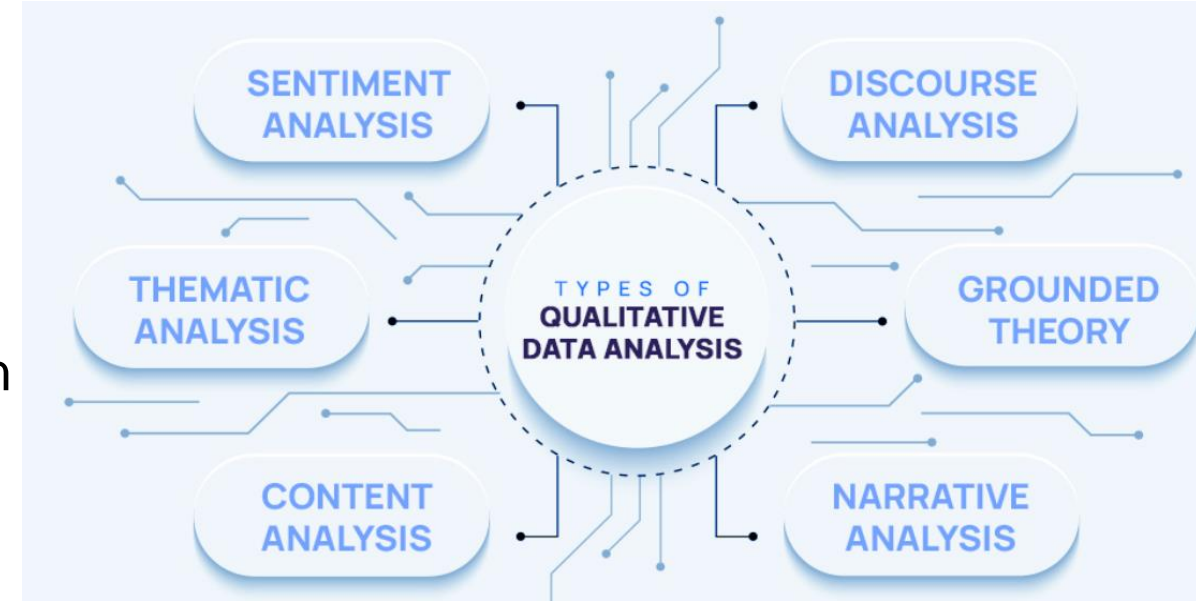 SENTIMENT
ANALYSIS
DISCOURSE
ANALYSIS
THEMATIC
ANALYSIS
TYPES OF
QUALITATIVE
DATA ANALYSIS
GROUNDED
THEORY
CONTENT
ANALYSIS
NARRATIVE
ANALYSIS